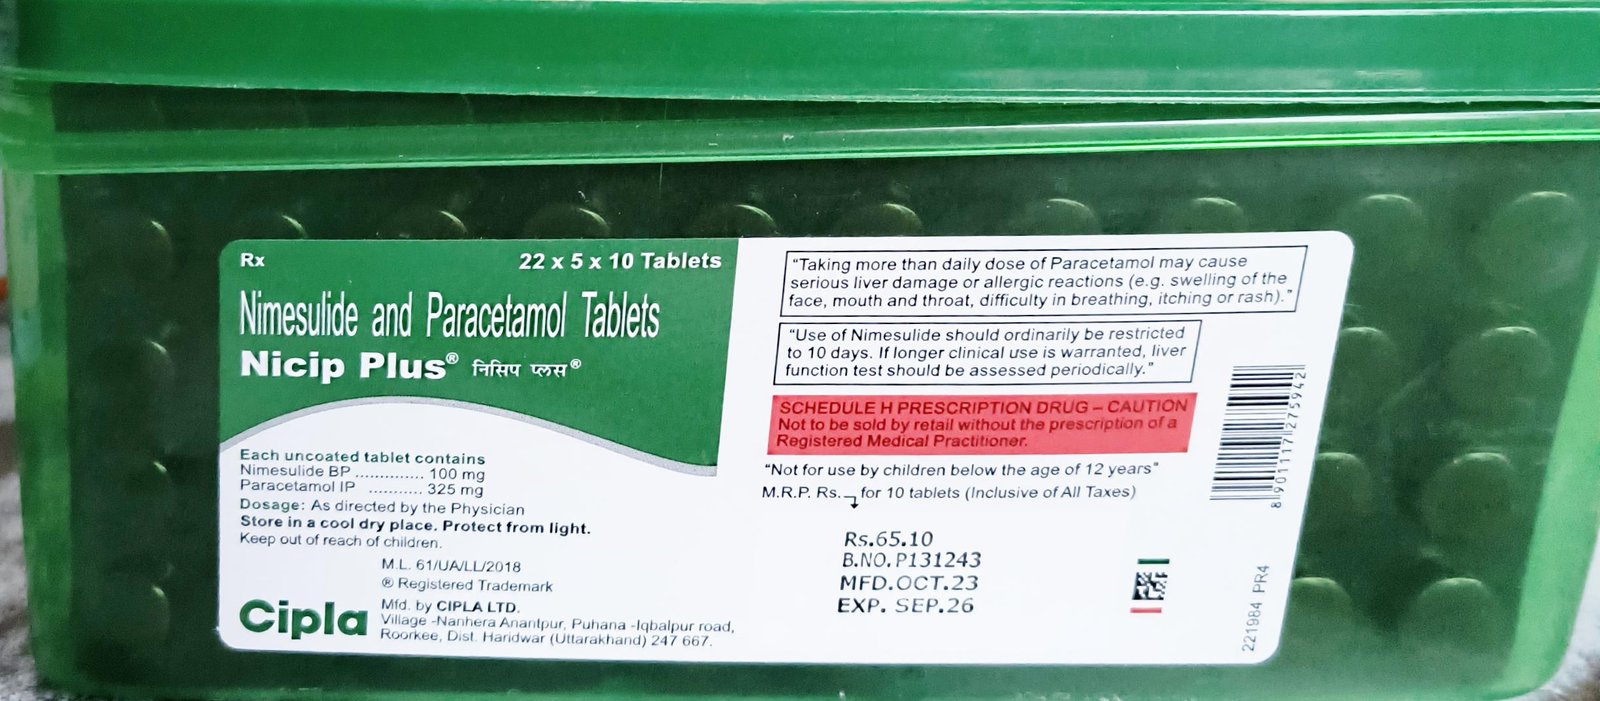 Rx
22 x 5 x 10 Tablets
Nimesulide and Paracetamol Tablets
Nicip Plus® निसिप प्लस®
Each uncoated tablet contains
Nimesulide BP .............. 100 mg
Paracetamol IP ........... 325 mg
Dosage: As directed by the Physician
Store in a cool dry place. Protect from light.
Keep out of reach of children.
M.L. 61/UA/LL/2018
® Registered Trademark
Cipla
Mfd. by CIPLA LTD.
Village -Nanhera Anantpur, Puhana -Iqbalpur road,
Roorkee, Dist. Haridwar (Uttarakhand) 247 667.
"Taking more than daily dose of Paracetamol may cause
serious liver damage or allergic reactions (e.g. swelling of the
face, mouth and throat, difficulty in breathing, itching or rash)."
"Use of Nimesulide should ordinarily be restricted
to 10 days. If longer clinical use is warranted, liver
function test should be assessed periodically."
SCHEDULE H PRESCRIPTION DRUG – CAUTION
Not to be sold by retail without the prescription of a
Registered Medical Practitioner.
"Not for use by children below the age of 12 years"
M.R.P. Rs. for 10 tablets (Inclusive of All Taxes)
Rs.65.10
B.NO.P131243
MFD.OCT.23
EXP. SEP.26
8901117275942
221984 PR4